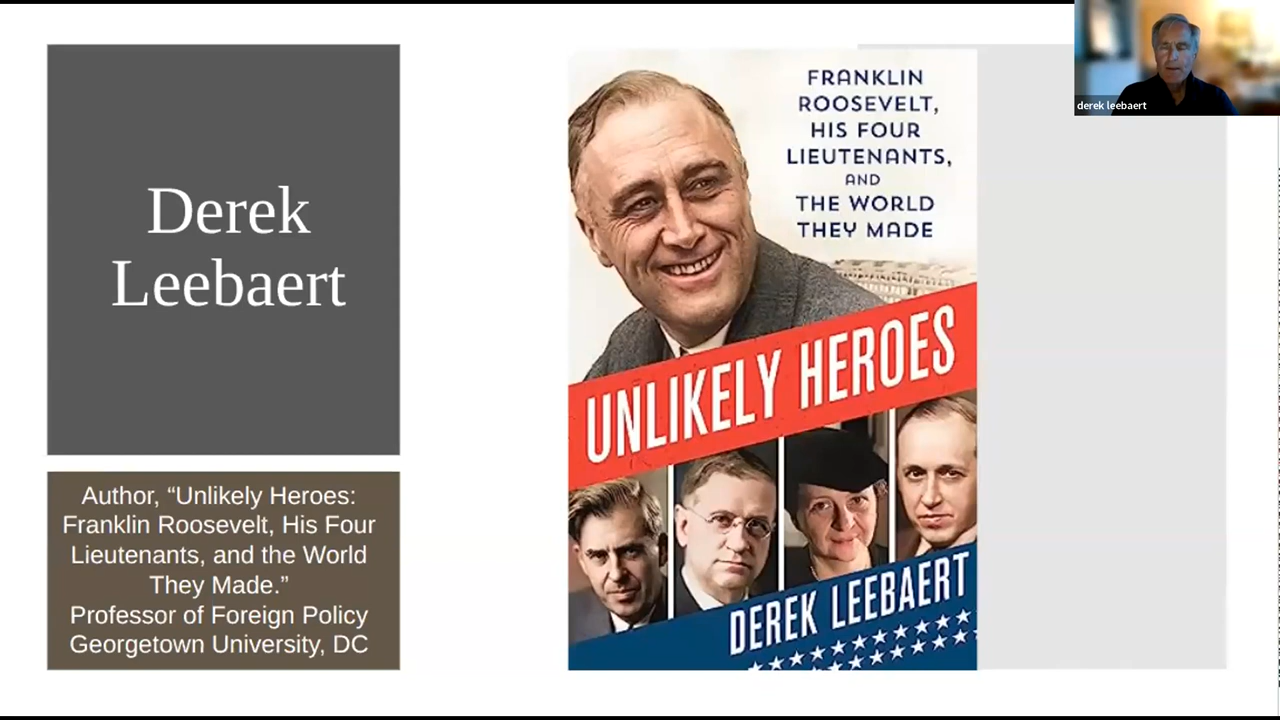 Derek
Leebaert
Author, “Unlikely Heroes:
Franklin Roosevelt, His Four
Lieutenants, and the World
They Made.”
Professor of Foreign Policy
Georgetown University, DC
FRANKLIN
ROOSEVELT,
HIS FOUR
LIEUTENANTS,
AND
THE WORLD
THEY MADE
UNLIKELY HEROES
DEREK LEEBAERT
derek leebaert